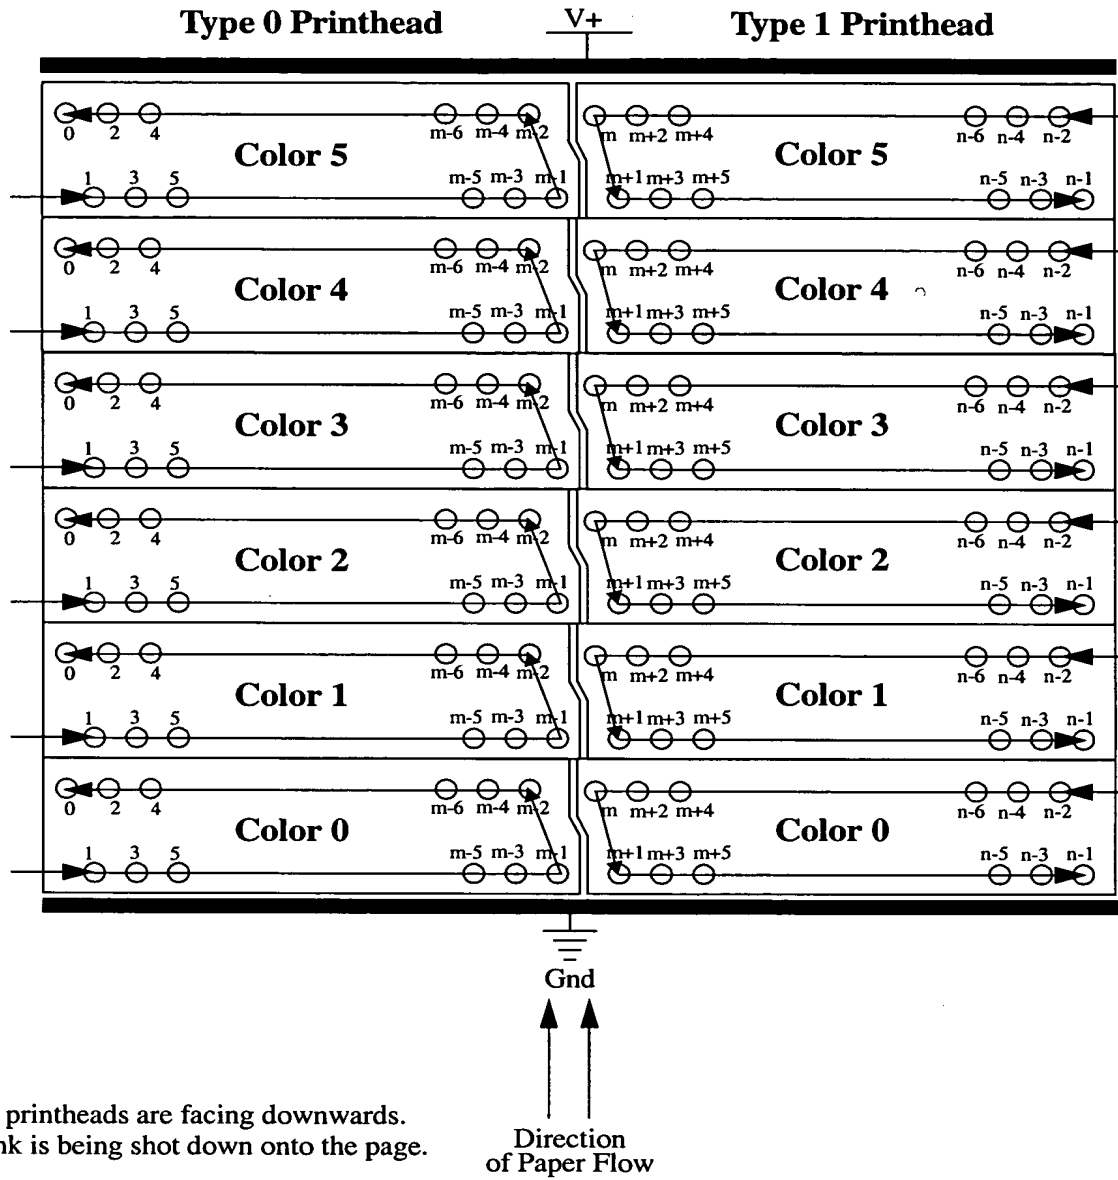 Type 0 Printhead V+ Type 1 Printhead
0 2 4 m-6 m-4 m-2 m m+2 m+4 n-6 n-4 n-2
Color 5 Color 5
1 3 5 m-5 m-3 m-1 m+1 m+3 m+5 n-5 n-3 n-1
0 2 4 m-6 m-4 m-2 m m+2 m+4 n-6 n-4 n-2
Color 4 Color 4
1 3 5 m-5 m-3 m-1 m+1 m+3 m+5 n-5 n-3 n-1
0 2 4 m-6 m-4 m-2 m m+2 m+4 n-6 n-4 n-2
Color 3 Color 3
1 3 5 m-5 m-3 m-1 m+1 m+3 m+5 n-5 n-3 n-1
0 2 4 m-6 m-4 m-2 m m+2 m+4 n-6 n-4 n-2
Color 2 Color 2
1 3 5 m-5 m-3 m-1 m+1 m+3 m+5 n-5 n-3 n-1
0 2 4 m-6 m-4 m-2 m m+2 m+4 n-6 n-4 n-2
Color 1 Color 1
1 3 5 m-5 m-3 m-1 m+1 m+3 m+5 n-5 n-3 n-1
0 2 4 m-6 m-4 m-2 m m+2 m+4 n-6 n-4 n-2
Color 0 Color 0
1 3 5 m-5 m-3 m-1 m+1 m+3 m+5 n-5 n-3 n-1
Gnd
printheads are facing downwards.
nk is being shot down onto the page.
Direction
of Paper Flow